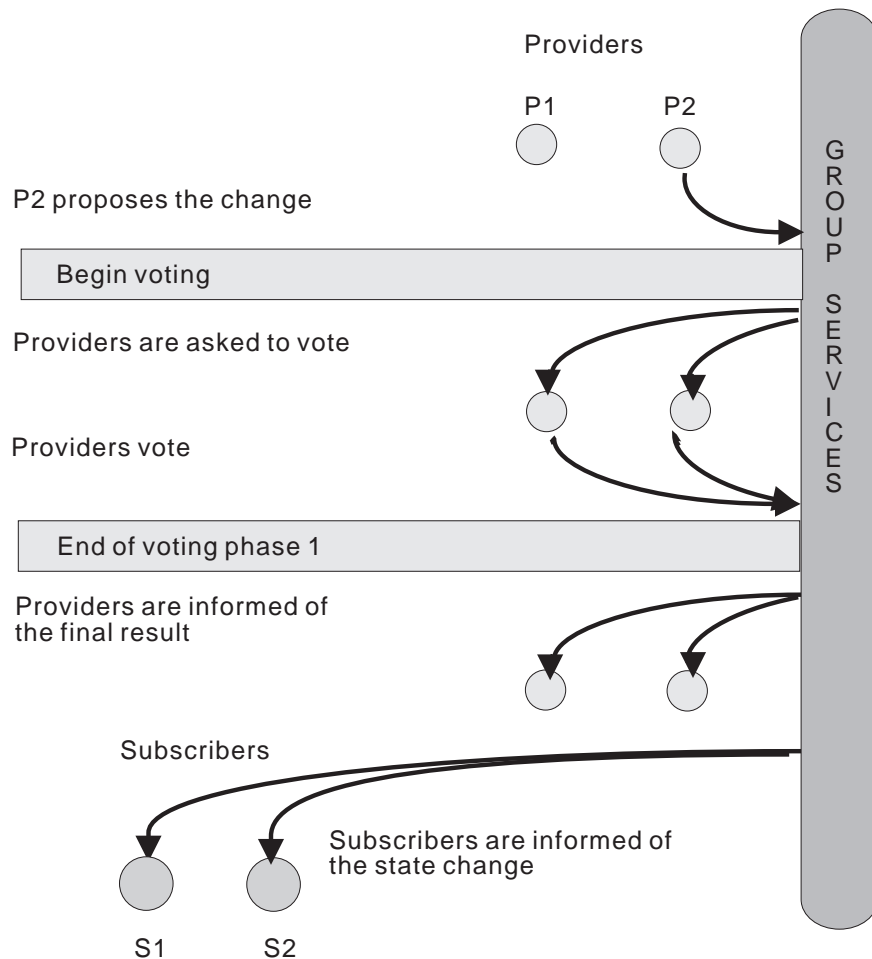 Providers
P1 P2
P2 proposes the change
Begin voting
Providers are asked to vote
Providers vote
End of voting phase 1
Providers are informed of
the final result
Subscribers
Subscribers are informed of
the state change
S1 S2
GROUP SERVICES